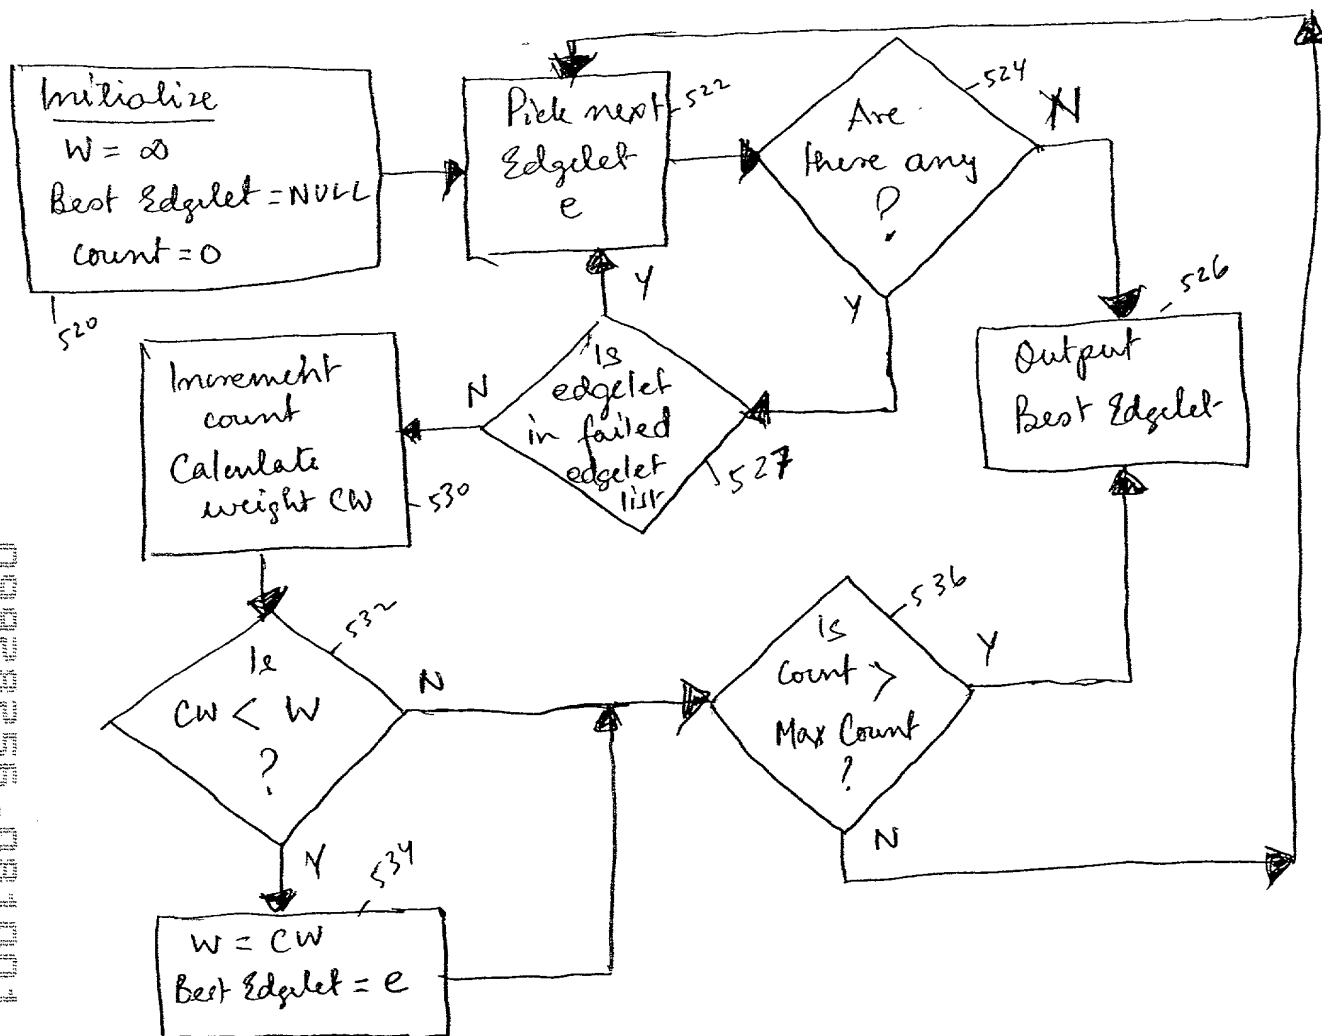 Initialize
W = ∞
Best Edgelet = NULL
count = 0
520
Pick next
Edgelet
e
522
Are
there any
?
524
N
Y
Output
Best Edgelet
526
Y
Is
edgelet
in failed
edgelet
list
527
N
Increment
count
Calculate
weight CW
530
Is
CW < W
?
532
N
Y
W = CW
Best Edgelet = e
534
Is
Count >
Max Count
?
536
Y
N